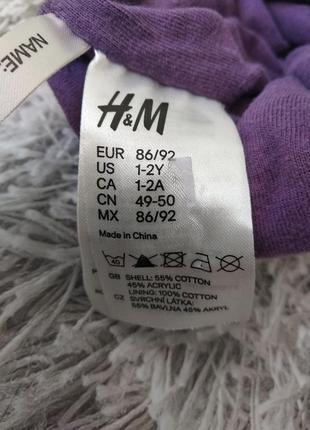 NAME:
H&M
EUR 86/92
US 1-2Y
CA 1-2A
CN 49-50
MX 86/92
Made in China
40
P
GB SHELL: 55% COTTON
45% ACRYLIC
LINING: 100% COTTON
CZ SVRCHNÍ LÁTKA:
55% BAVLNA 45% AKRYL